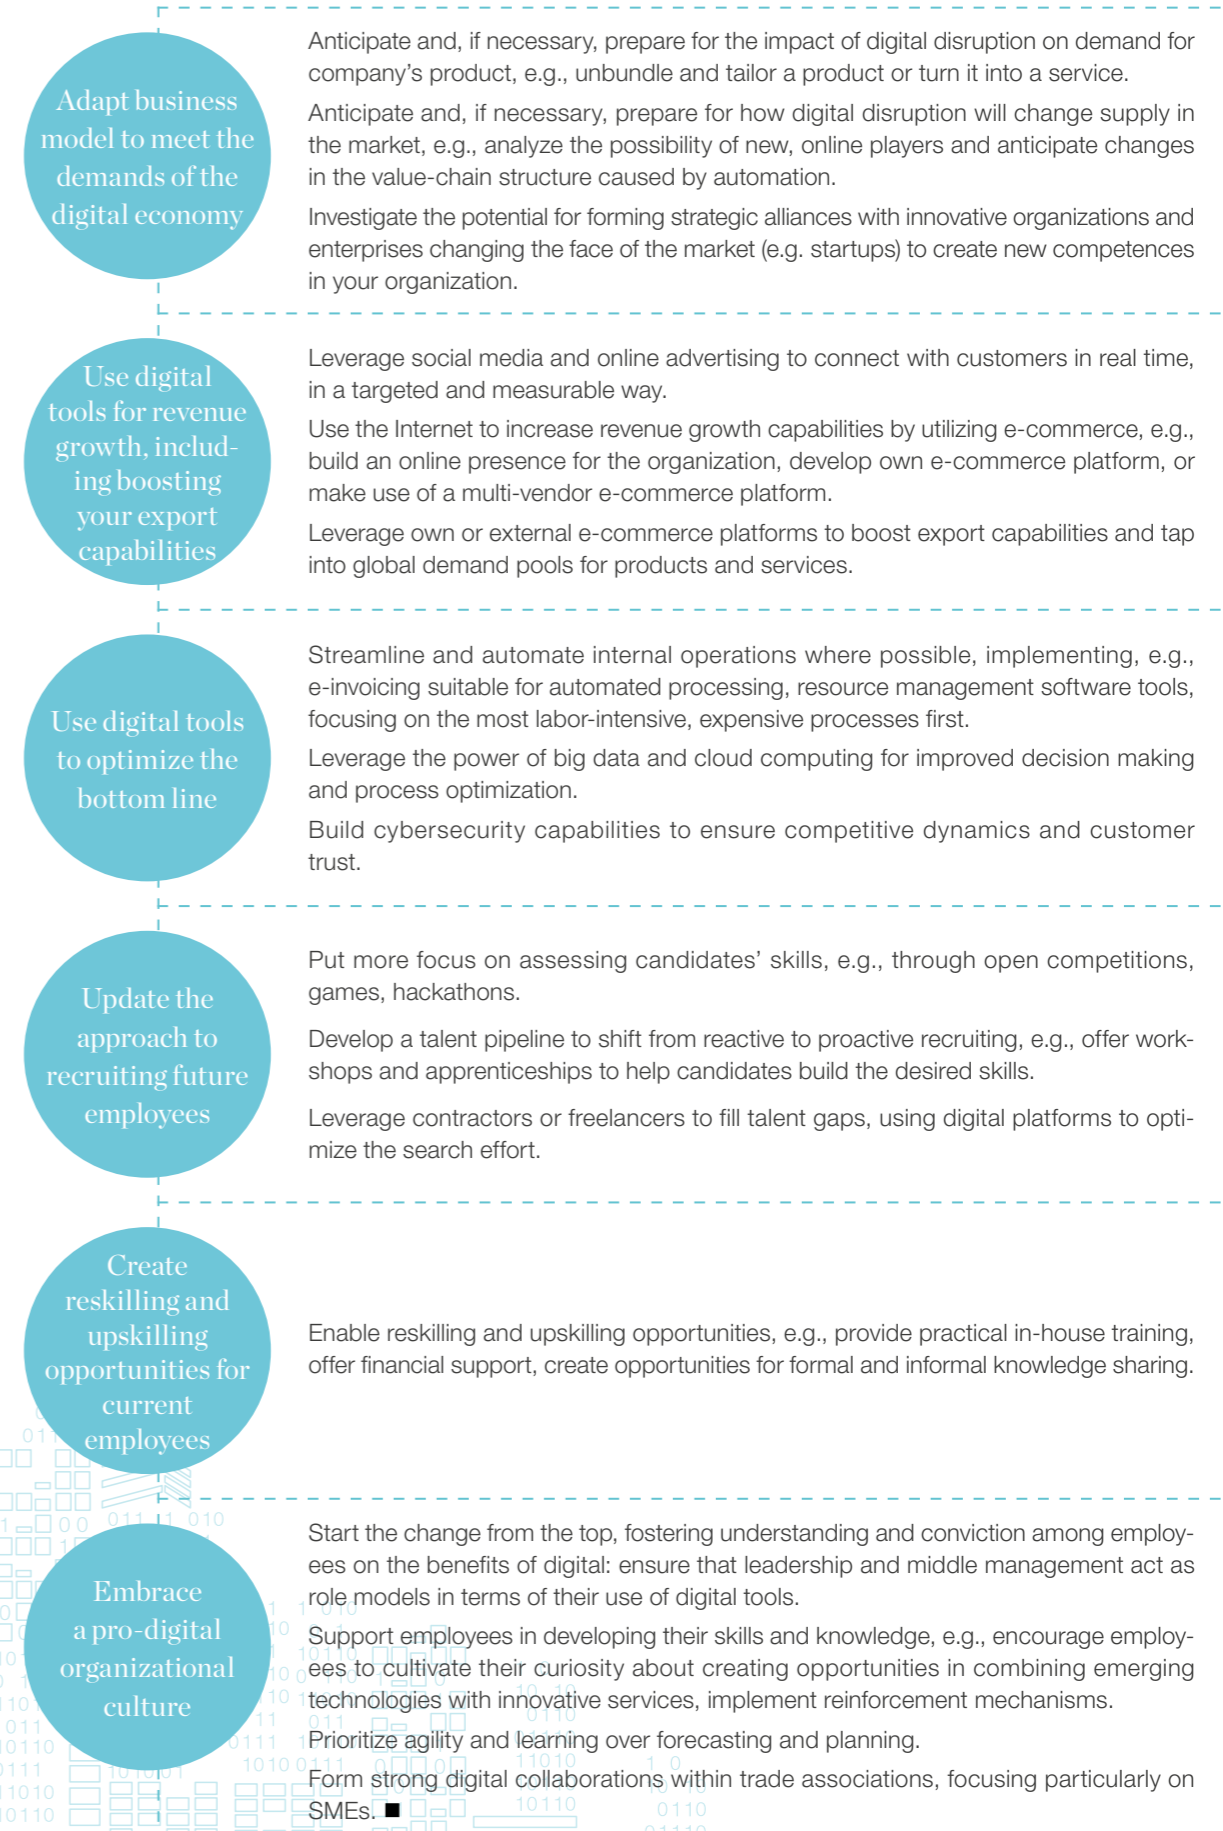 Adapt business
model to meet the
demands of the
digital economy
Anticipate and, if necessary, prepare for the impact of digital disruption on demand for
company's product, e.g., unbundle and tailor a product or turn it into a service.
Anticipate and, if necessary, prepare for how digital disruption will change supply in
the market, e.g., analyze the possibility of new, online players and anticipate changes
in the value-chain structure caused by automation.
Investigate the potential for forming strategic alliances with innovative organizations and
enterprises changing the face of the market (e.g. startups) to create new competences
in your organization.
Use digital
tools for revenue
growth, includ-
ing boosting
your export
capabilities
Leverage social media and online advertising to connect with customers in real time,
in a targeted and measurable way.
Use the Internet to increase revenue growth capabilities by utilizing e-commerce, e.g.,
build an online presence for the organization, develop own e-commerce platform, or
make use of a multi-vendor e-commerce platform.
Leverage own or external e-commerce platforms to boost export capabilities and tap
into global demand pools for products and services.
Use digital tools
to optimize the
bottom line
Streamline and automate internal operations where possible, implementing, e.g.,
e-invoicing suitable for automated processing, resource management software tools,
focusing on the most labor-intensive, expensive processes first.
Leverage the power of big data and cloud computing for improved decision making
and process optimization.
Build cybersecurity capabilities to ensure competitive dynamics and customer
trust.
Update the
approach to
recruiting future
employees
Put more focus on assessing candidates' skills, e.g., through open competitions,
games, hackathons.
Develop a talent pipeline to shift from reactive to proactive recruiting, e.g., offer work-
shops and apprenticeships to help candidates build the desired skills.
Leverage contractors or freelancers to fill talent gaps, using digital platforms to opti-
mize the search effort.
Create
reskilling and
upskilling
opportunities for
current
employees
Enable reskilling and upskilling opportunities, e.g., provide practical in-house training,
offer financial support, create opportunities for formal and informal knowledge sharing.
Embrace
a pro-digital
organizational
culture
Start the change from the top, fostering understanding and conviction among employ-
ees on the benefits of digital: ensure that leadership and middle management act as
role models in terms of their use of digital tools.
Support employees in developing their skills and knowledge, e.g., encourage employ-
ees to cultivate their curiosity about creating opportunities in combining emerging
technologies with innovative services, implement reinforcement mechanisms.
Prioritize agility and learning over forecasting and planning.
Form strong digital collaborations within trade associations, focusing particularly on
SMEs. ■